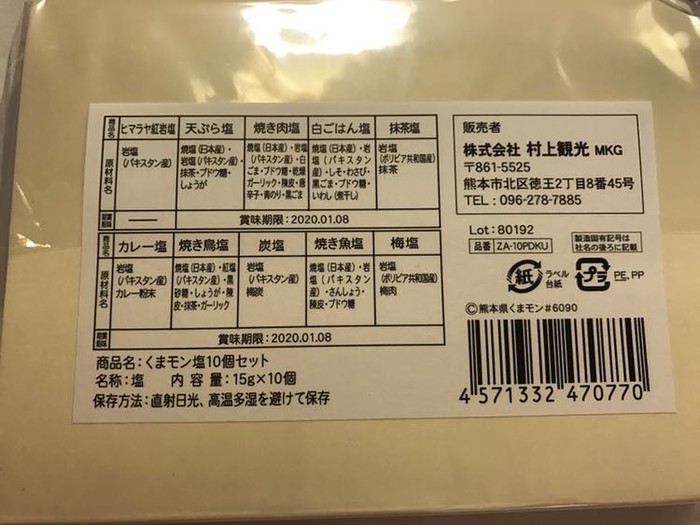 商品名 ヒマラヤ紅岩塩 天ぷら塩 焼き肉塩 白ごはん塩 抹茶塩
原材料名
岩塩
(パキスタン産)
焼塩(日本産)・
岩塩(パキスタン産)・
抹茶・ブドウ糖・
しょうが
焼塩(日本産)・岩塩
(パキスタン産)・白
ごま・ブドウ糖・乾燥
ガーリック・陳皮・唐
辛子・青のり・黒ごま
焼塩(日本産)・岩
塩(パキスタン
産)・しそ・わさび・
黒ごま・ブドウ糖・
いわし(煮干し)
岩塩
(ボリビア共和国産)
抹茶
賞味期限 —— 賞味期限:2020.01.08
商品名 カレー塩 焼き鳥塩 炭塩 焼き魚塩 梅塩
原材料名
岩塩
(パキスタン産)
カレー粉末
焼塩(日本産)・紅塩
(パキスタン産)・黒
砂糖・しょうが・陳
皮・抹茶・ガーリック
岩塩
(パキスタン産)
梅炭
焼塩(日本産)・岩
塩(パキスタン
産)・さんしょう・
陳皮・ブドウ糖
岩塩
(ボリビア共和国産)
梅肉
賞味期限 賞味期限:2020.01.08
商品名:くまモン塩10個セット
名称:塩 内容量:15g×10個
保存方法:直射日光、高温多湿を避けて保存
販売者
株式会社 村上観光 MKG
〒861-5525
熊本市北区徳王2丁目8番45号
TEL:096-278-7885
Lot:80192
品番 ZA-10PDKU
製造固有記号は
社名の後ろに記載
紙 ラベル
台紙
プラ PE,PP
©熊本県くまモン#6090
4 571332 470770